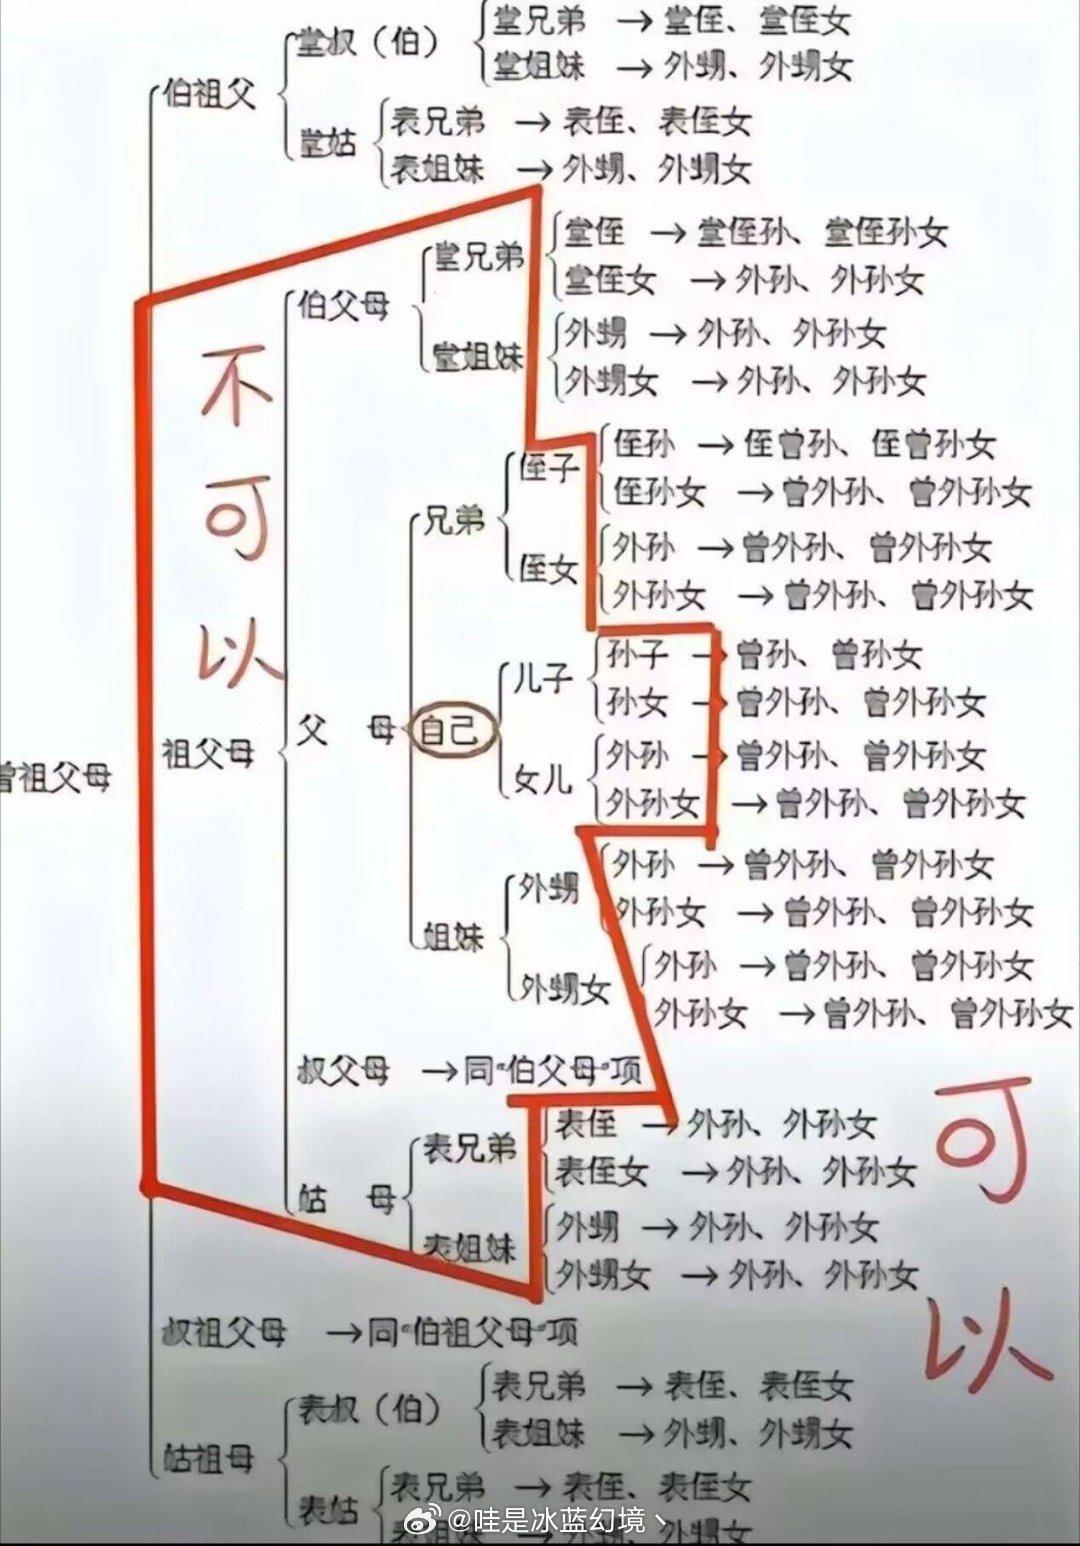 堂兄弟 → 堂侄、堂侄女
堂叔（伯）
堂姐妹 → 外甥、外甥女
伯祖父
表兄弟 → 表侄、表侄女
堂姑
表姐妹 → 外甥、外甥女
堂侄 → 堂侄孙、堂侄孙女
堂兄弟
堂侄女 → 外孙、外孙女
伯父母
外甥 → 外孙、外孙女
堂姐妹
外甥女 → 外孙、外孙女
不可以
侄孙 → 侄曾孙、侄曾孙女
侄子
侄孙女 → 曾外孙、曾外孙女
兄弟
外孙 → 曾外孙、曾外孙女
侄女
外孙女 → 曾外孙、曾外孙女
孙子 → 曾孙、曾孙女
儿子
孙女 → 曾外孙、曾外孙女
曾祖父母
祖父母
父 母
自己
外孙 → 曾外孙、曾外孙女
女儿
外孙女 → 曾外孙、曾外孙女
外孙 → 曾外孙、曾外孙女
外甥
外孙女 → 曾外孙、曾外孙女
姐妹
外孙 → 曾外孙、曾外孙女
外甥女
外孙女 → 曾外孙、曾外孙女
叔父母 → 同“伯父母”项
表侄 → 外孙、外孙女
表兄弟
表侄女 → 外孙、外孙女
姑 母
外甥 → 外孙、外孙女
表姐妹
外甥女 → 外孙、外孙女
可以
叔祖父母 → 同“伯祖父母”项
表兄弟 → 表侄、表侄女
表叔（伯）
表姐妹 → 外甥、外甥女
姑祖母
表兄弟 → 表侄、表侄女
表姑
表姐妹 → 外甥、外甥女
@哇是冰蓝幻境丶